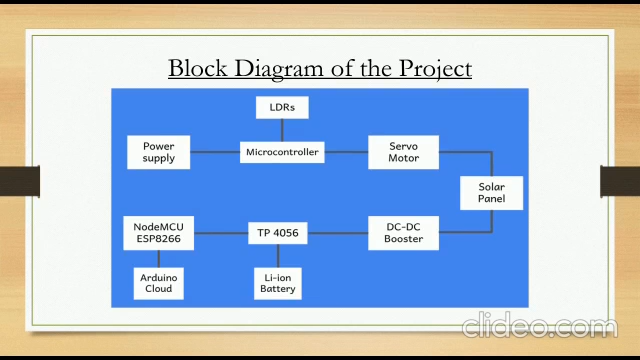 Block Diagram of the Project
LDRs
Power
supply
Microcontroller
Servo
Motor
Solar
Panel
NodeMCU
ESP8266
TP 4056
DC-DC
Booster
Arduino
Cloud
Li-ion
Battery
clideo.com